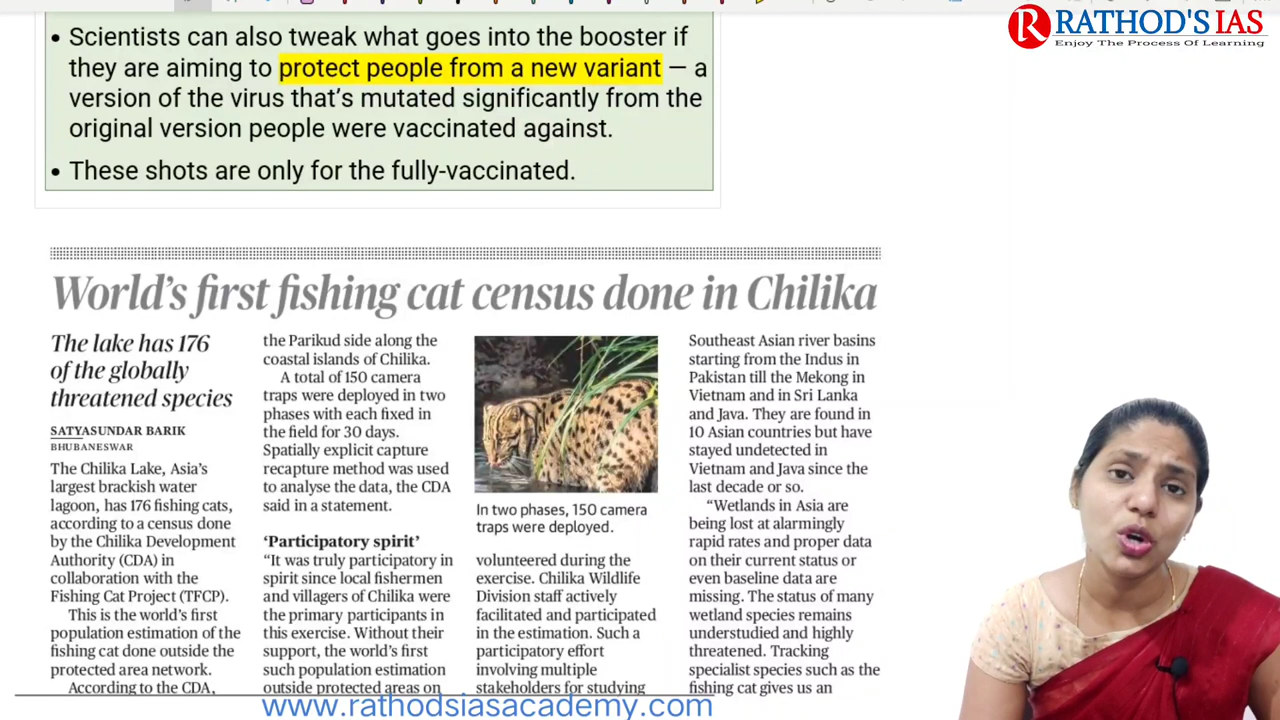 RATHOD'S IAS
Enjoy The Process Of Learning
• Scientists can also tweak what goes into the booster if
they are aiming to protect people from a new variant — a
version of the virus that's mutated significantly from the
original version people were vaccinated against.
• These shots are only for the fully-vaccinated.
World's first fishing cat census done in Chilika
The lake has 176
of the globally
threatened species
SATYASUNDAR BARIK
BHUBANESWAR
The Chilika Lake, Asia's
largest brackish water
lagoon, has 176 fishing cats,
according to a census done
by the Chilika Development
Authority (CDA) in
collaboration with the
Fishing Cat Project (TFCP).
This is the world's first
population estimation of the
fishing cat done outside the
protected area network.
According to the CDA,
the Parikud side along the
coastal islands of Chilika.
A total of 150 camera
traps were deployed in two
phases with each fixed in
the field for 30 days.
Spatially explicit capture
recapture method was used
to analyse the data, the CDA
said in a statement.
'Participatory spirit'
“It was truly participatory in
spirit since local fishermen
and villagers of Chilika were
the primary participants in
this exercise. Without their
support, the world's first
such population estimation
outside protected areas on
In two phases, 150 camera
traps were deployed.
volunteered during the
exercise. Chilika Wildlife
Division staff actively
facilitated and participated
in the estimation. Such a
participatory effort
involving multiple
stakeholders for studying
Southeast Asian river basins
starting from the Indus in
Pakistan till the Mekong in
Vietnam and in Sri Lanka
and Java. They are found in
10 Asian countries but have
stayed undetected in
Vietnam and Java since the
last decade or so.
“Wetlands in Asia are
being lost at alarmingly
rapid rates and proper data
on their current status or
even baseline data are
missing. The status of many
wetland species remains
understudied and highly
threatened. Tracking
specialist species such as the
fishing cat gives us an
www.rathodsiasacademy.com